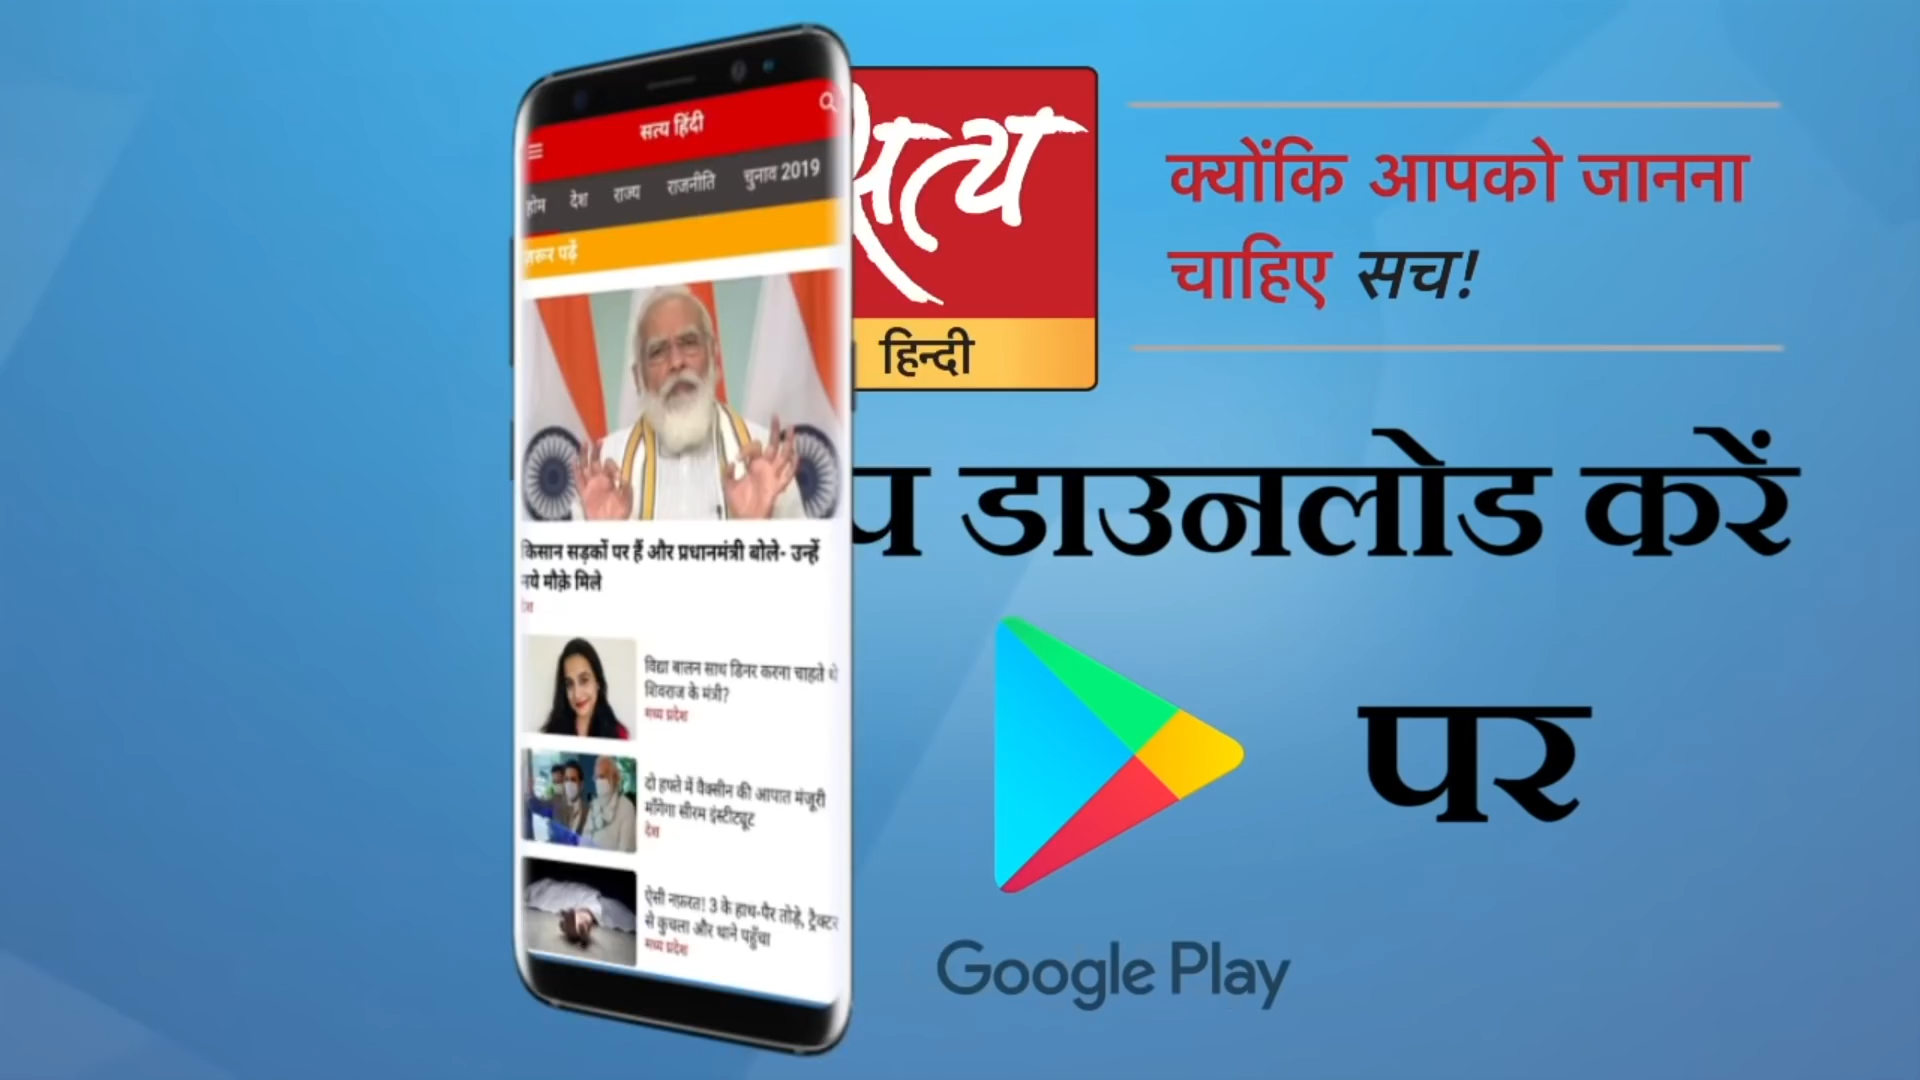 सत्य हिंदी
होम देश राज्य राजनीति चुनाव 2019
ज़रूर पढ़ें
किसान सड़कों पर हैं और प्रधानमंत्री बोले- उन्हें
नये मौक़े मिले
देश
विद्या बालन साथ डिनर करना चाहते थे
शिवराज के मंत्री?
मध्य प्रदेश
दो हफ्ते में वैक्सीन की आपात मंजूरी
माँगेगा सीरम इंस्टीट्यूट
देश
ऐसी नफ़रत! 3 के हाथ-पैर तोड़े, ट्रैक्टर
से कुचला और थाने पहुँचा
मध्य प्रदेश
सत्य
हिन्दी
क्योंकि आपको जानना
चाहिए सच!
प डाउनलोड करें
पर
Google Play